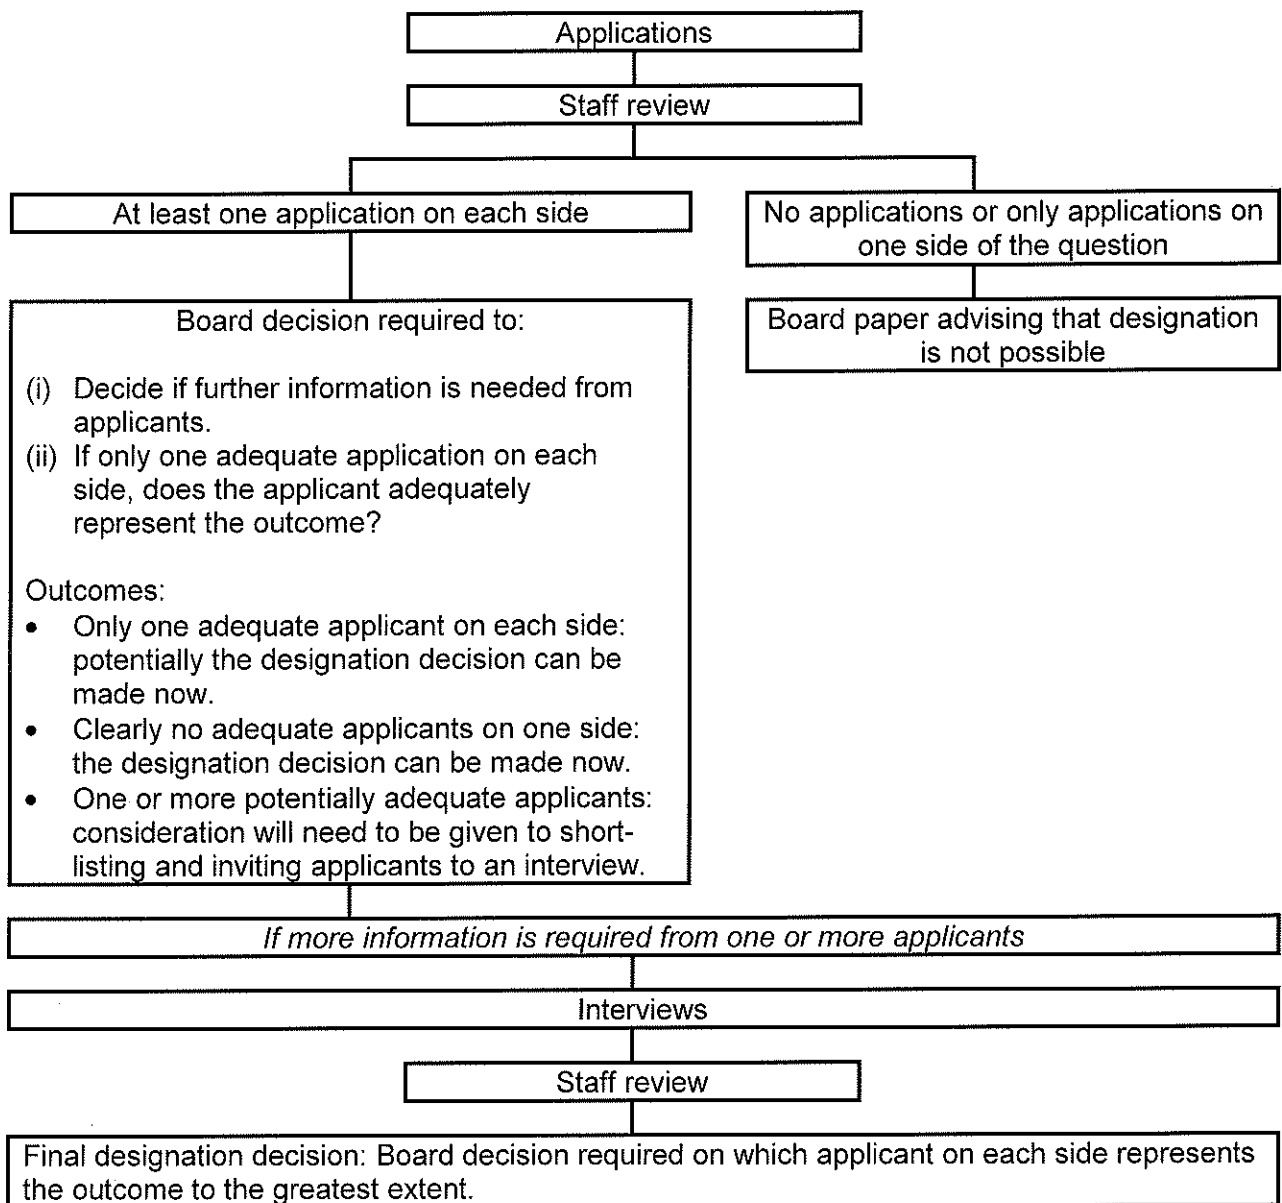 Applications
Staff review
At least one application on each side
No applications or only applications on
one side of the question
Board decision required to:
(i) Decide if further information is needed from
applicants.
(ii) If only one adequate application on each
side, does the applicant adequately
represent the outcome?
Outcomes:
• Only one adequate applicant on each side:
potentially the designation decision can be
made now.
• Clearly no adequate applicants on one side:
the designation decision can be made now.
• One or more potentially adequate applicants:
consideration will need to be given to short-
listing and inviting applicants to an interview.
Board paper advising that designation
is not possible
If more information is required from one or more applicants
Interviews
Staff review
Final designation decision: Board decision required on which applicant on each side represents
the outcome to the greatest extent.